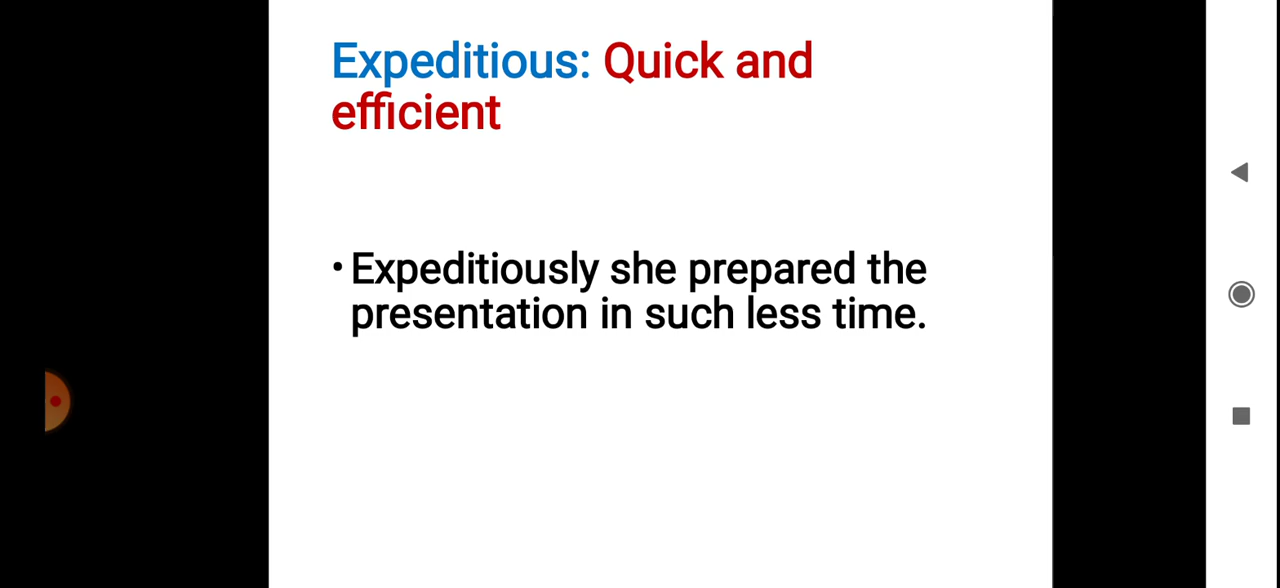 Expeditious: Quick and
efficient
• Expeditiously she prepared the
presentation in such less time.